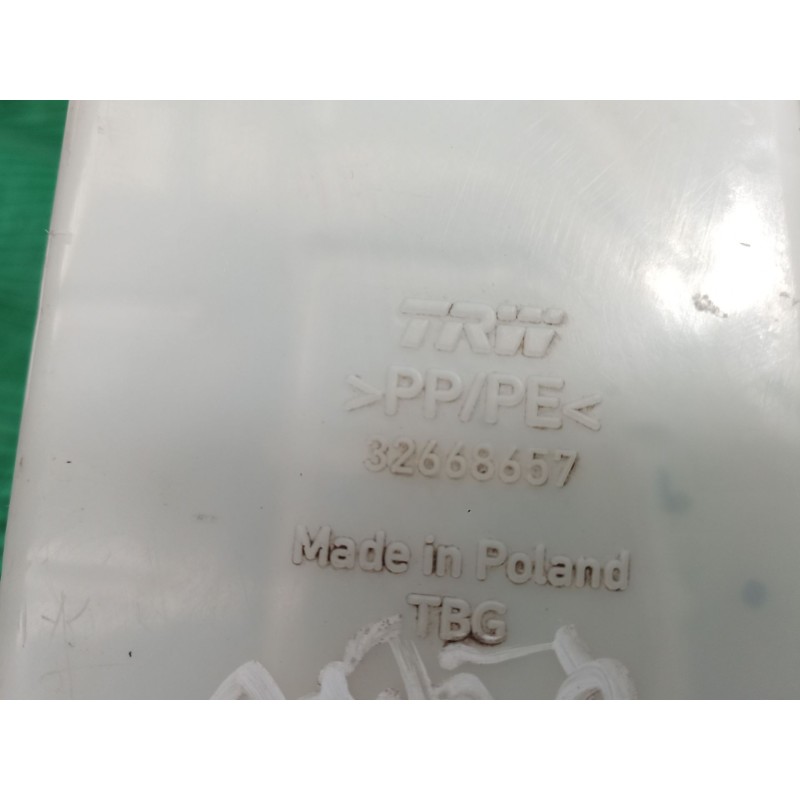 TRW
>PP/PE<
32668657
Made in Poland
TBG